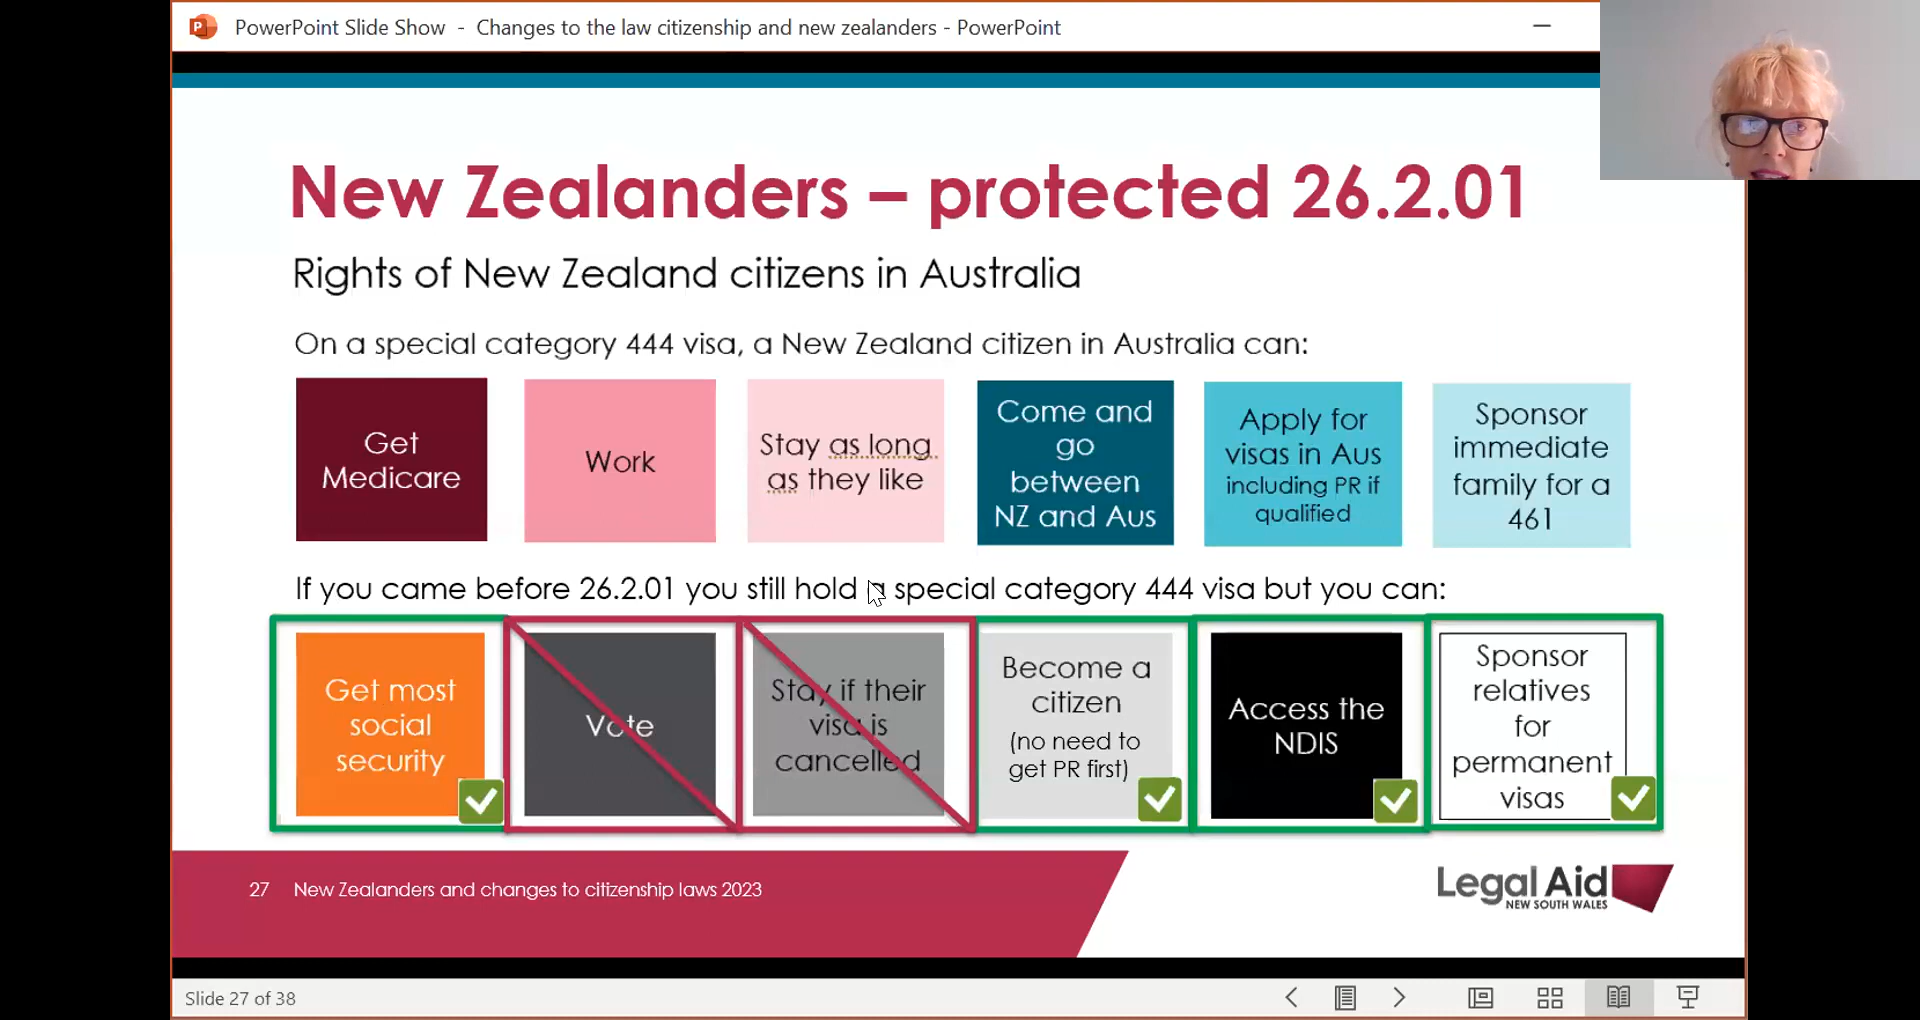 PowerPoint Slide Show - Changes to the law citizenship and new zealanders - PowerPoint
New Zealanders – protected 26.2.01
Rights of New Zealand citizens in Australia
On a special category 444 visa, a New Zealand citizen in Australia can:
Get
Medicare
Work
Stay as long
as they like
Come and
go
between
NZ and Aus
Apply for
visas in Aus
including PR if
qualified
Sponsor
immediate
family for a
461
If you came before 26.2.01 you still hold a special category 444 visa but you can:
Get most
social
security
Vote
Stay if their
visa is
cancelled
Become a
citizen
(no need to
get PR first)
Access the
NDIS
Sponsor
relatives
for
permanent
visas
27 New Zealanders and changes to citizenship laws 2023
Legal Aid
NEW SOUTH WALES
Slide 27 of 38